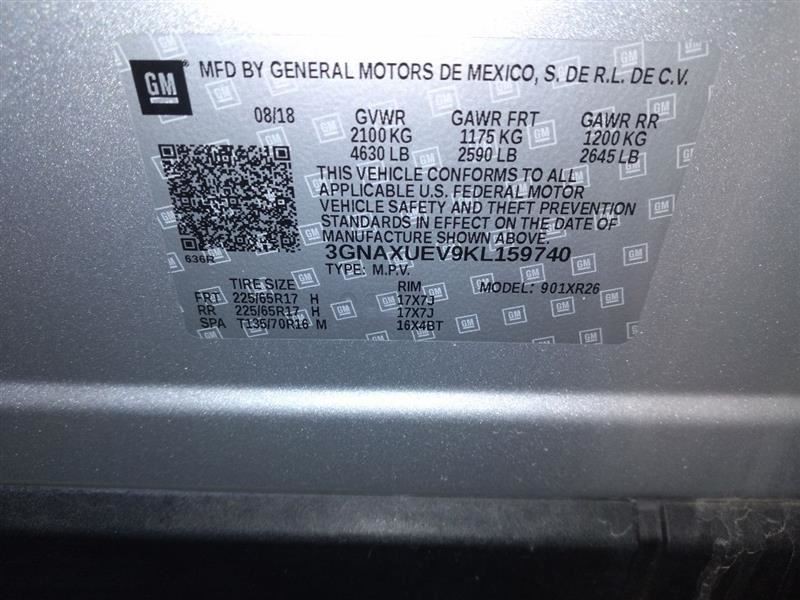 GM MFD BY GENERAL MOTORS DE MEXICO, S. DE R.L. DE C.V.
08/18 GVWR GAWR FRT GAWR RR
2100 KG 1175 KG 1200 KG
4630 LB 2590 LB 2645 LB
THIS VEHICLE CONFORMS TO ALL
APPLICABLE U.S. FEDERAL MOTOR
VEHICLE SAFETY AND THEFT PREVENTION
STANDARDS IN EFFECT ON THE DATE OF
MANUFACTURE SHOWN ABOVE.
636R 3GNAXUEV9KL159740
TYPE: M.P.V. MODEL: 901XR26
TIRE SIZE RIM
FRT 225/65R17 H 17X7J
RR 225/65R17 H 17X7J
SPA T135/70R16 M 16X4BT